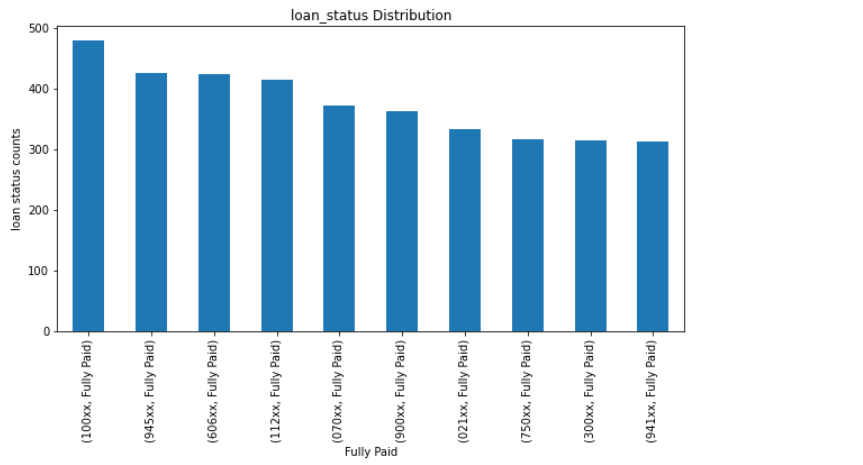 loan_status Distribution
500
400
300
200
100
0
loan status counts
(100xx, Fully Paid)
(945xx, Fully Paid)
(606xx, Fully Paid)
(112xx, Fully Paid)
(070xx, Fully Paid)
(900xx, Fully Paid)
(021xx, Fully Paid)
(750xx, Fully Paid)
(300xx, Fully Paid)
(941xx, Fully Paid)
Fully Paid